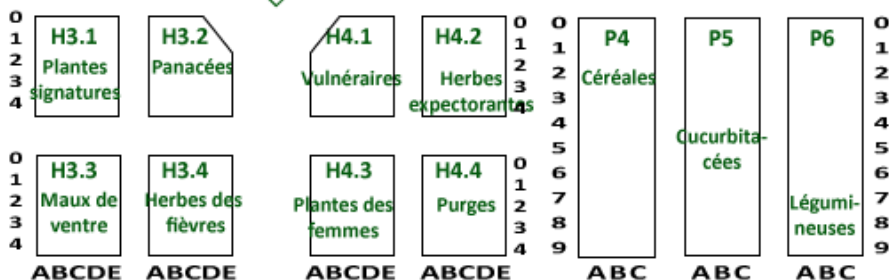 0 H3.1 H3.2 H4.1 H4.2 0 0 P4 P5 P6 0
1 Plantes Panacées Vulnéraires Herbes 1 1 Céréales 1
2 signatures expectorantes 2 2 2
3 3 3 3
4 4 4 4
0 H3.3 H3.4 H4.3 H4.4 0 5 Cucurbita- 5
1 Maux de Herbes des Plantes des Purges 1 6 cées 6
2 ventre fièvres femmes 2 7 Légumi- 7
3 3 8 neuses 8
4 4 9 9
ABCDE ABCDE ABCDE ABCDE ABC ABC ABC